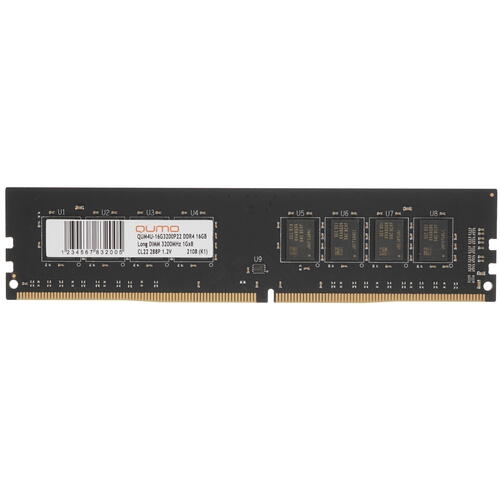 U1 U2 U3 U4 U5 U6 U7 U8
QUMO
QUM4U-16G3200P22 DDR4 16GB
Long DIMM 3200MHz 1Gx8
CL22 288P 1.2V 2108 (K1)
1234567832005
U9